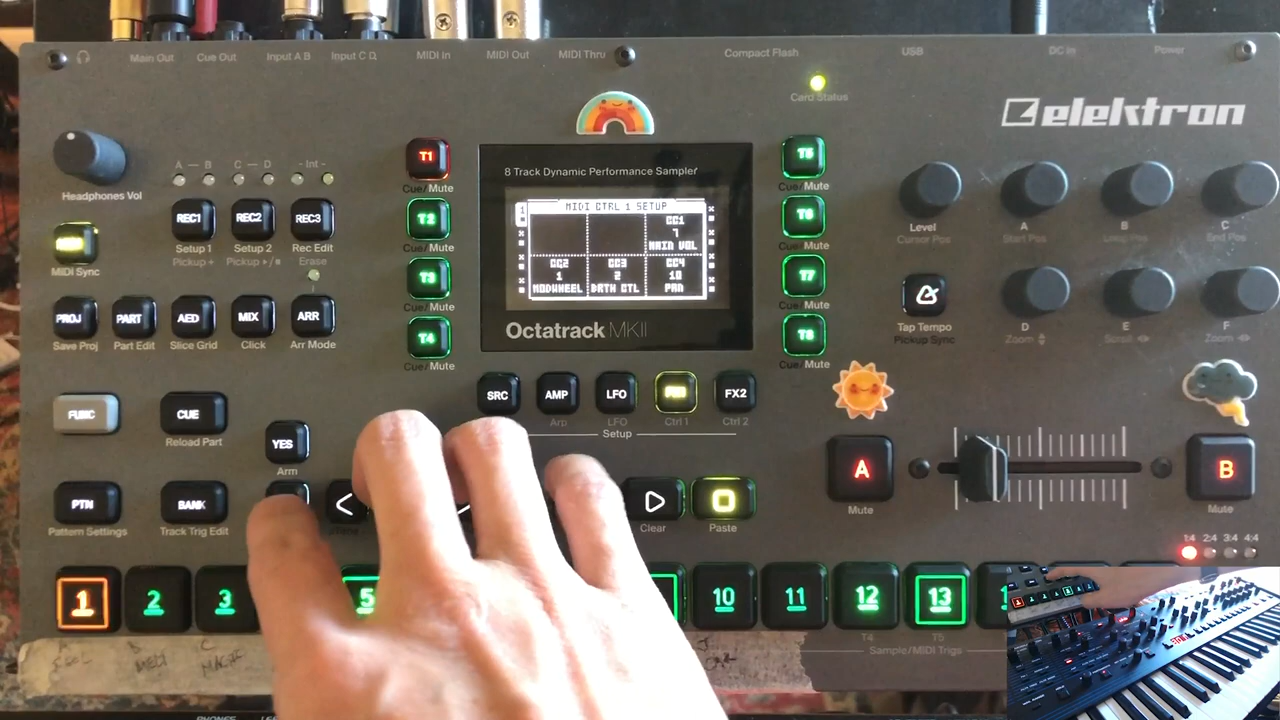 Main Out
Cue Out
Input A B
Input C D
MIDI In
MIDI Out
MIDI Thru
Compact Flash
USB
DC in
Power
Card Status
elektron
8 Track Dynamic Performance Sampler
A — B
C — D
- Int -
Headphones Vol
T1
Cue/Mute
T2
Cue/Mute
T3
Cue/Mute
T4
Cue/Mute
T5
Cue/Mute
T6
Cue/Mute
T7
Cue/Mute
T8
Cue/Mute
REC1
REC2
REC3
Setup 1
Setup 2
Rec Edit
Pickup +
Pickup +/■
Erase
MIDI
MIDI Sync
PROJ
PART
AED
MIX
ARR
Save Proj
Part Edit
Slice Grid
Click
Arr Mode
MIDI CTRL 1 SETUP
CC1
7
MAIN VOL
CC2
1
MODWHEEL
CC3
2
BRTH CTL
CC4
10
PAN
Octatrack MKII
Level
A
B
C
Cursor Pos
Start Pos
End Pos
Tap Tempo
Pickup Sync
D
E
F
Zoom
Scroll
Zoom
SRC
AMP
LFO
FX2
Arp
LFO
Ctrl 1
Ctrl 2
Setup
FUNC
CUE
Reload Part
YES
Arm
PTN
BANK
Pattern Settings
Track Trig Edit
Clear
Paste
A
Mute
B
Mute
1:4
2:4
3:4
4:4
1
2
3
5
10
11
12
13
T4
T5
Sample/MIDI Trigs